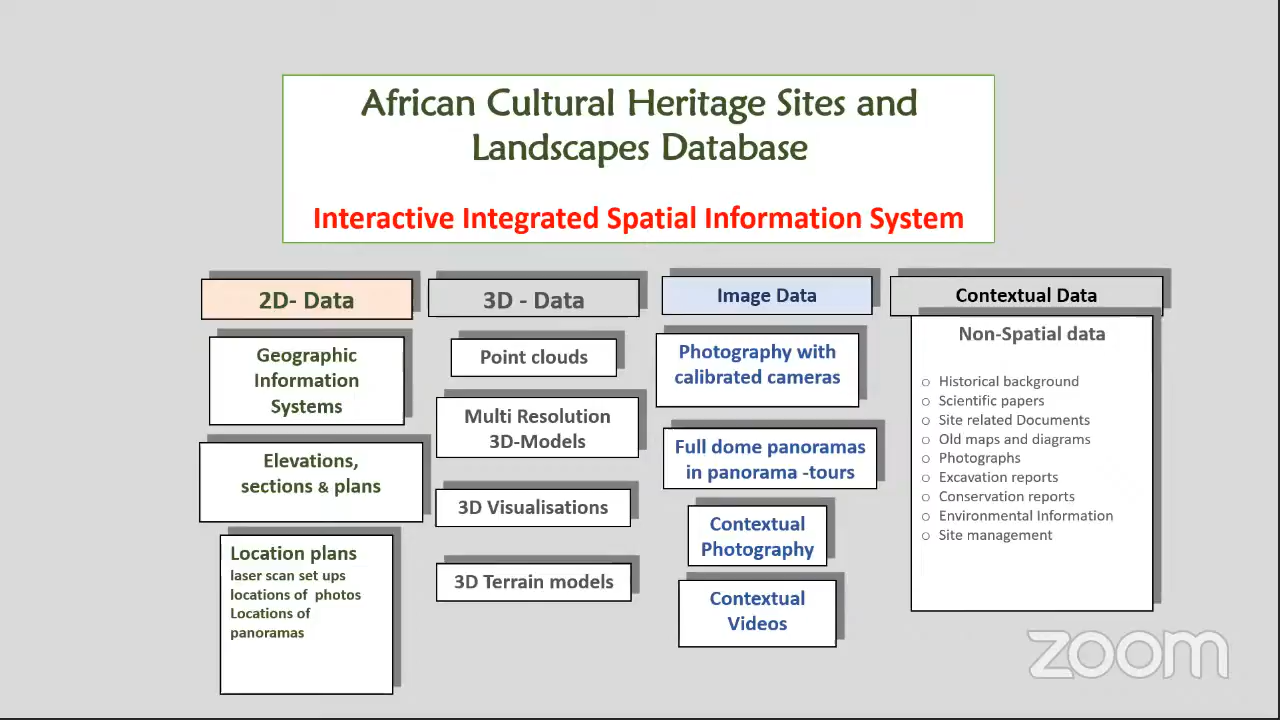 African Cultural Heritage Sites and
Landscapes Database
Interactive Integrated Spatial Information System
2D- Data
Geographic
Information
Systems
Elevations,
sections & plans
Location plans
laser scan set ups
locations of photos
Locations of
panoramas
3D - Data
Point clouds
Multi Resolution
3D-Models
3D Visualisations
3D Terrain models
Image Data
Photography with
calibrated cameras
Full dome panoramas
in panorama -tours
Contextual
Photography
Contextual
Videos
Contextual Data
Non-Spatial data
o Historical background
o Scientific papers
o Site related Documents
o Old maps and diagrams
o Photographs
o Excavation reports
o Conservation reports
o Environmental Information
o Site management
zoom